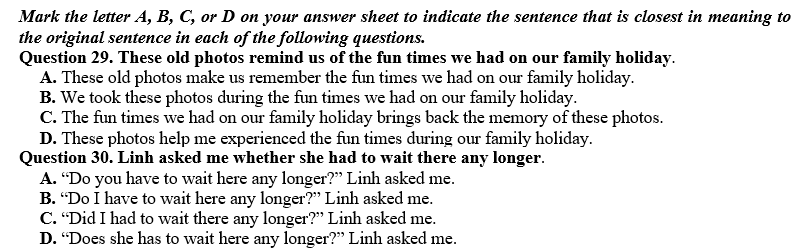 Mark the letter A, B, C, or D on your answer sheet to indicate the sentence that is closest in meaning to
the original sentence in each of the following questions.
Question 29. These old photos remind us of the fun times we had on our family holiday.
A. These old photos make us remember the fun times we had on our family holiday.
B. We took these photos during the fun times we had on our family holiday.
C. The fun times we had on our family holiday brings back the memory of these photos.
D. These photos help me experienced the fun times during our family holiday.
Question 30. Linh asked me whether she had to wait there any longer.
A. “Do you have to wait here any longer?” Linh asked me.
B. “Do I have to wait here any longer?” Linh asked me.
C. “Did I had to wait there any longer?” Linh asked me.
D. “Does she has to wait here any longer?” Linh asked me.